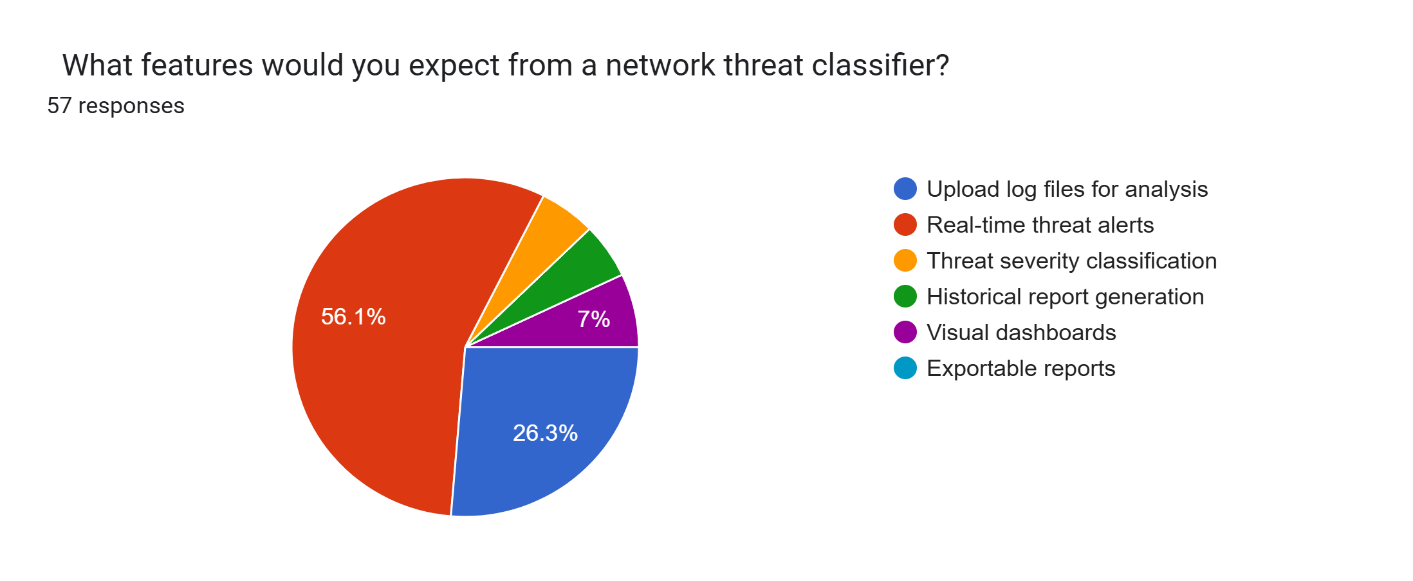 What features would you expect from a network threat classifier?
57 responses
56.1%
7%
26.3%
Upload log files for analysis
Real-time threat alerts
Threat severity classification
Historical report generation
Visual dashboards
Exportable reports